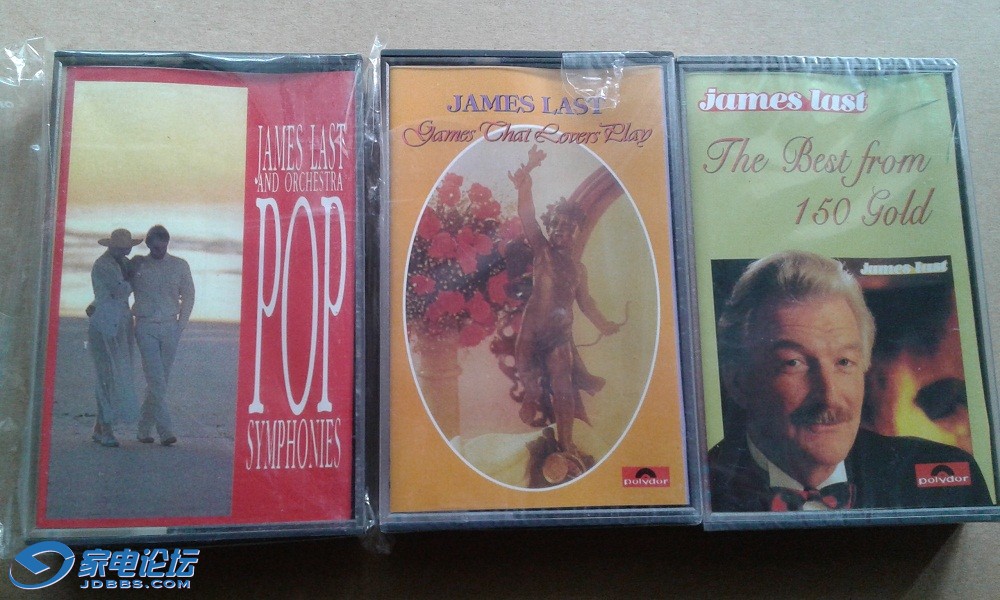 JAMES LAST
AND ORCHESTRA
POP
SYMPHONIES
JAMES LAST
Games That Lovers Play
polydor
james last
The Best from
150 Gold
james last
polydor
家电论坛
JDBBS.COM